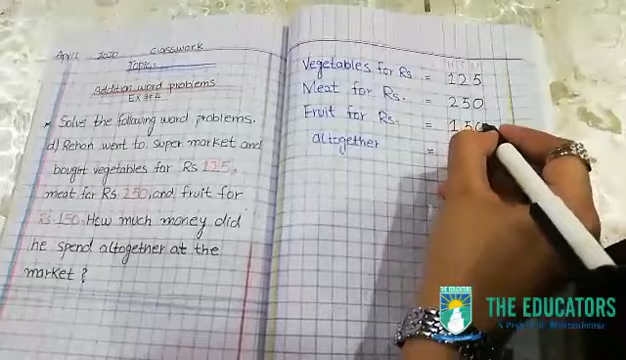 April 2020 Classwork
Topic:
Addition word problems
* Solve the following word problems.
d) Rehan went to super market and
bought vegetables for Rs 125,
meat for Rs. 250, and fruit for
Rs. 150. How much money did
he spend altogether at the
market?
H T U
Vegetables for Rs = 125
Meat for Rs. = 250
Fruit for Rs. = 150
altogether =
THE EDUCATORS